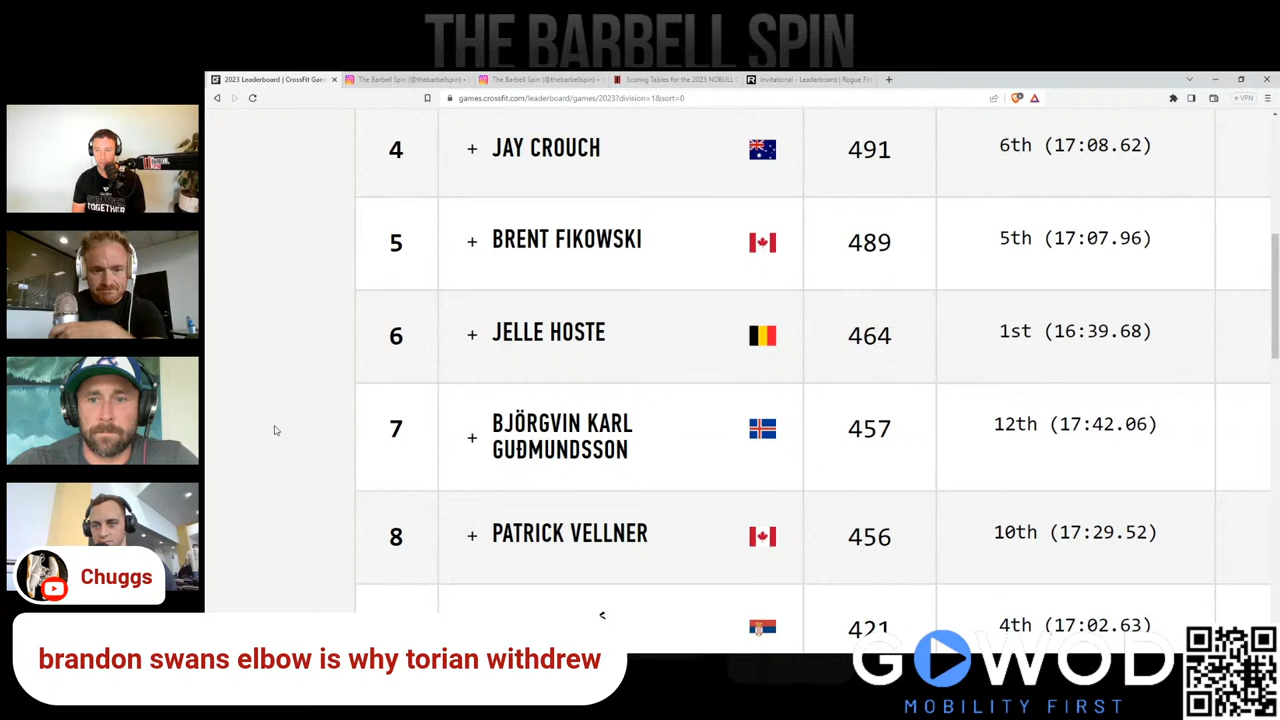 THE BARBELL SPIN
2023 Leaderboard | CrossFit Gam
The Barbell Spin (@thebarbellspin) •
The Barbell Spin (@thebarbellspin) •
Scoring Tables for the 2023 NOBULL
Invitational - Leaderboard | Rogue Fi
games.crossfit.com/leaderboard/games/2023?division=1&sort=0
VPN
4 + JAY CROUCH 491 6th (17:08.62)
5 + BRENT FIKOWSKI 489 5th (17:07.96)
6 + JELLE HOSTE 464 1st (16:39.68)
7 + BJÖRGVIN KARL
GUÐMUNDSSON 457 12th (17:42.06)
8 + PATRICK VELLNER 456 10th (17:29.52)
421 4th (17:02.63)
TOGETHER
Chuggs
brandon swans elbow is why torian withdrew
GOWOD
MOBILITY FIRST